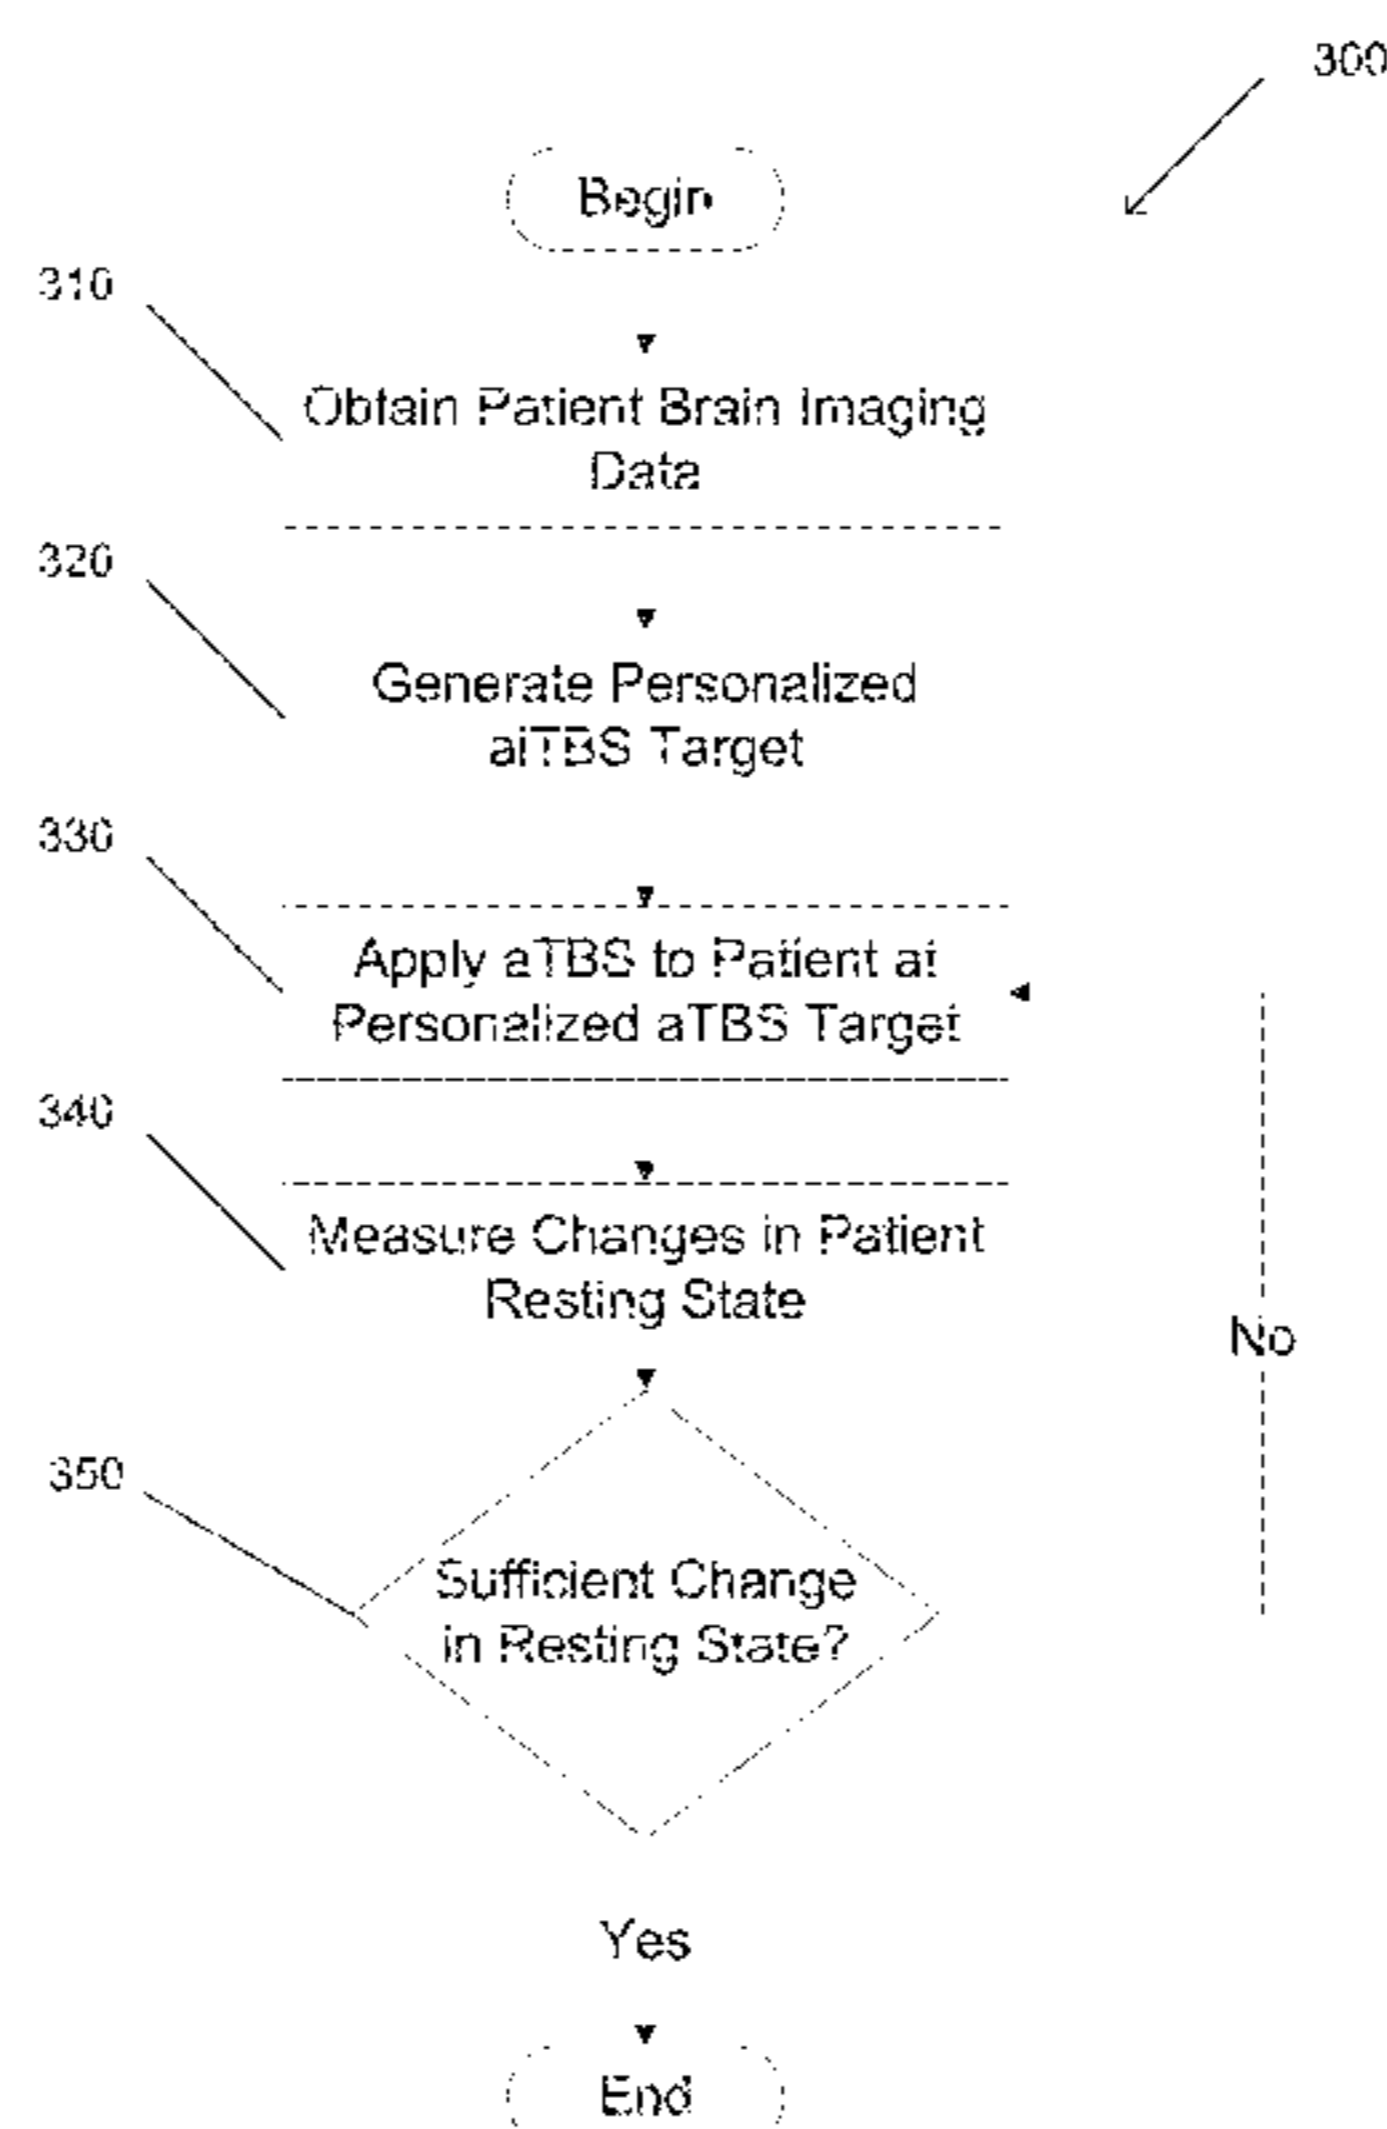 300
Begin
310
Obtain Patient Brain Imaging
Data
320
Generate Personalized
aiTBS Target
330
Apply aTBS to Patient at
Personalized aTBS Target
340
Measure Changes in Patient
Resting State
No
350
Sufficient Change
in Resting State?
Yes
End